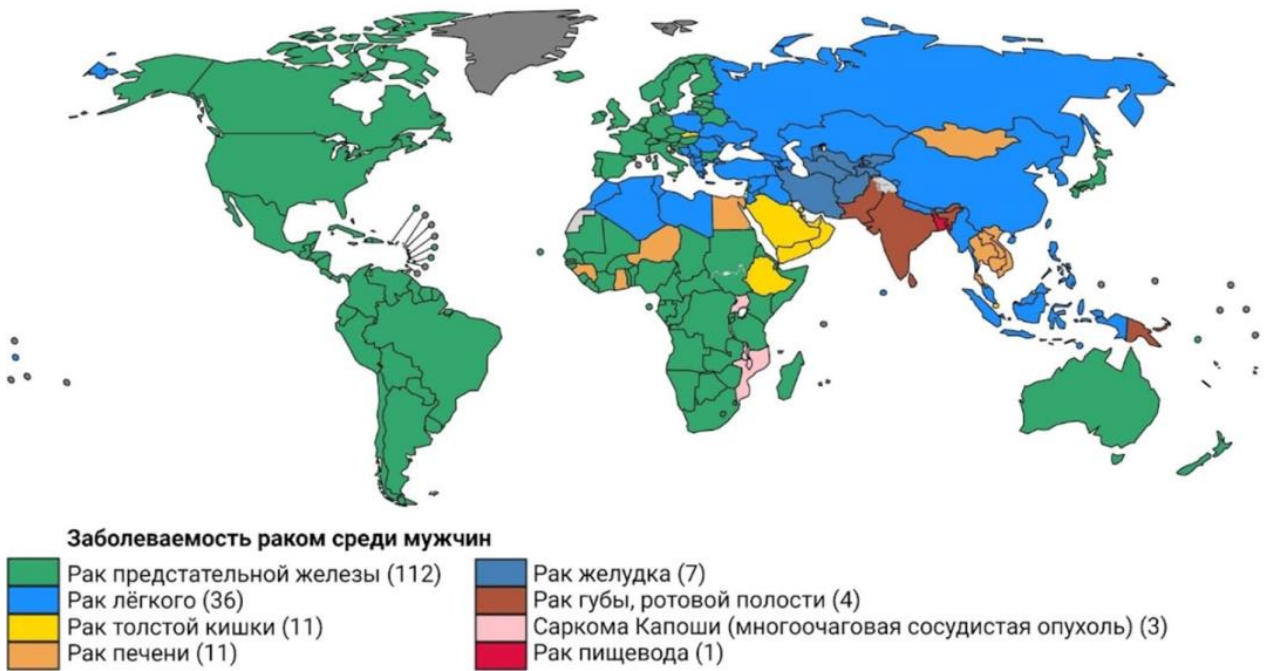 Заболеваемость раком среди мужчин
Рак предстательной железы (112)
Рак лёгкого (36)
Рак толстой кишки (11)
Рак печени (11)
Рак желудка (7)
Рак губы, ротовой полости (4)
Саркома Капоши (многоочаговая сосудистая опухоль) (3)
Рак пищевода (1)